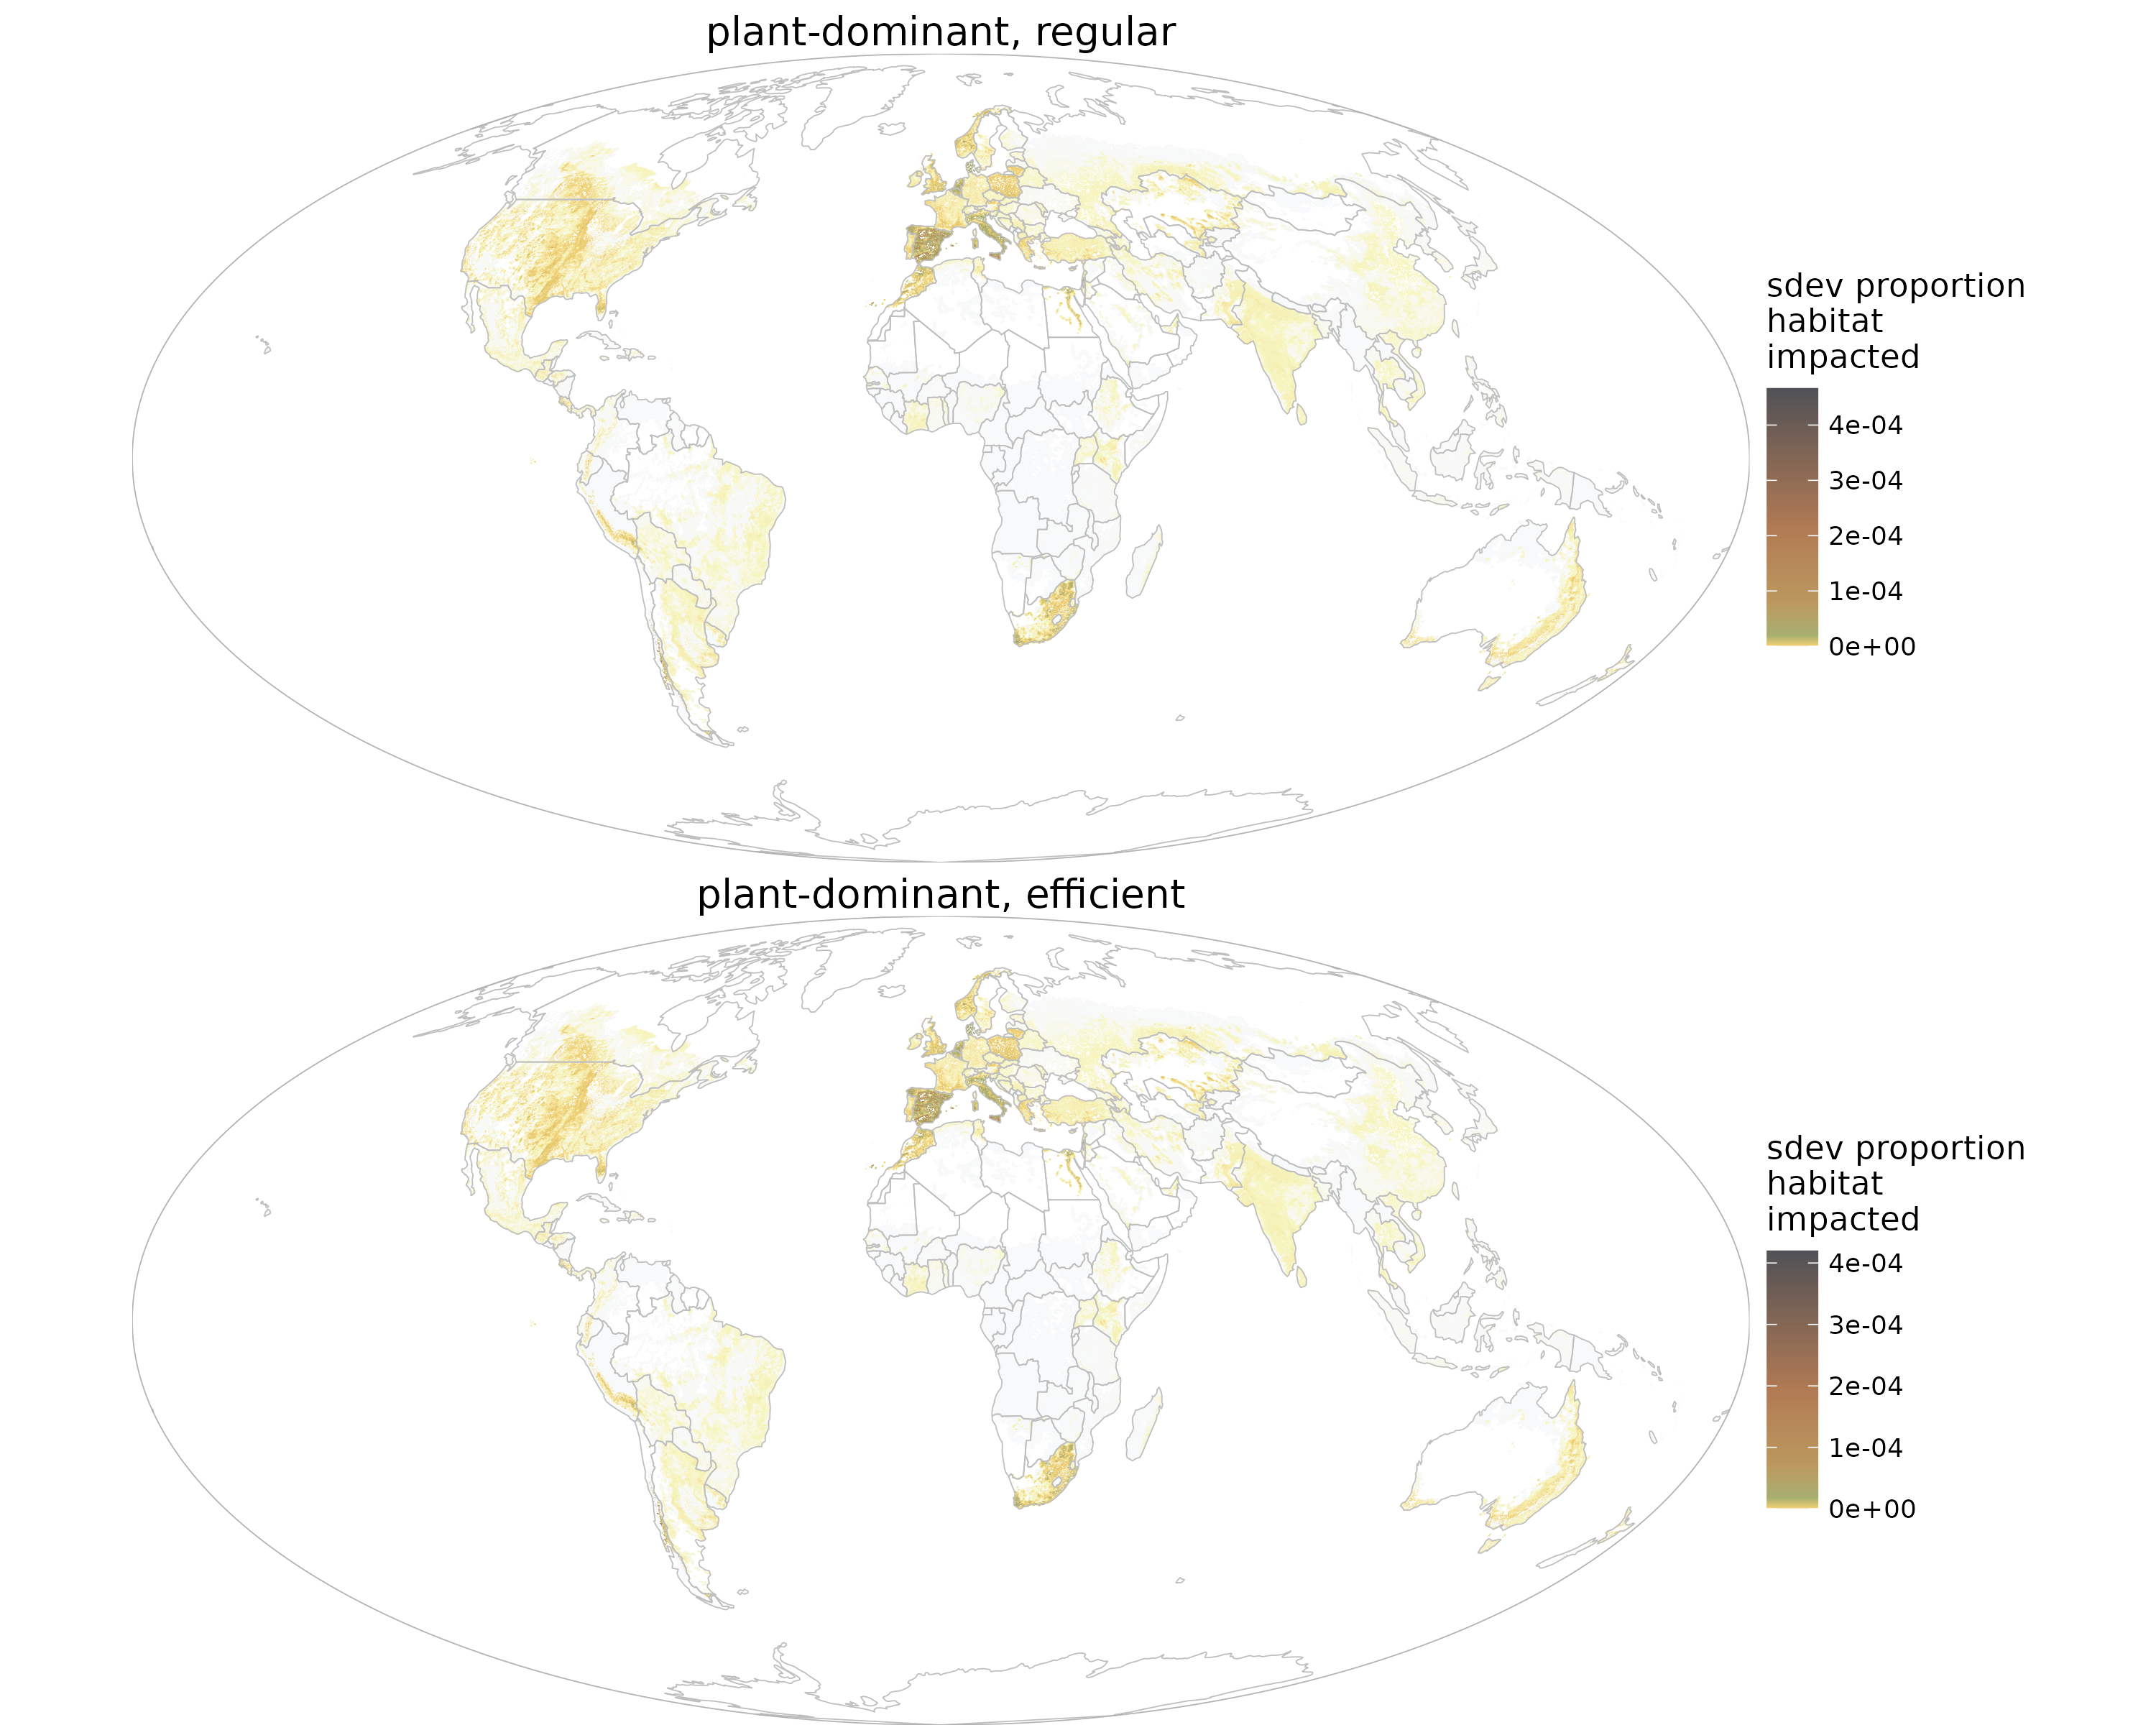 plant-dominant, regular
sdev proportion
habitat
impacted
4e-04
3e-04
2e-04
1e-04
0e+00
plant-dominant, efficient
sdev proportion
habitat
impacted
4e-04
3e-04
2e-04
1e-04
0e+00